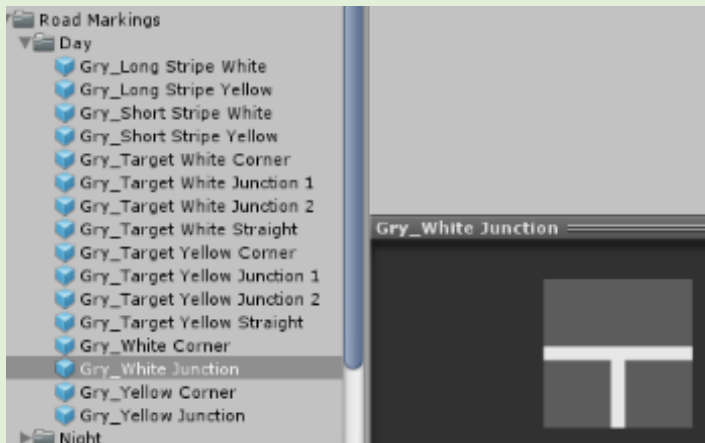 Road Markings
Day
Gry_Long Stripe White
Gry_Long Stripe Yellow
Gry_Short Stripe White
Gry_Short Stripe Yellow
Gry_Target White Corner
Gry_Target White Junction 1
Gry_Target White Junction 2
Gry_Target White Straight
Gry_Target Yellow Corner
Gry_Target Yellow Junction 1
Gry_Target Yellow Junction 2
Gry_Target Yellow Straight
Gry_White Corner
Gry_White Junction
Gry_Yellow Corner
Gry_Yellow Junction
Night
Gry_White Junction